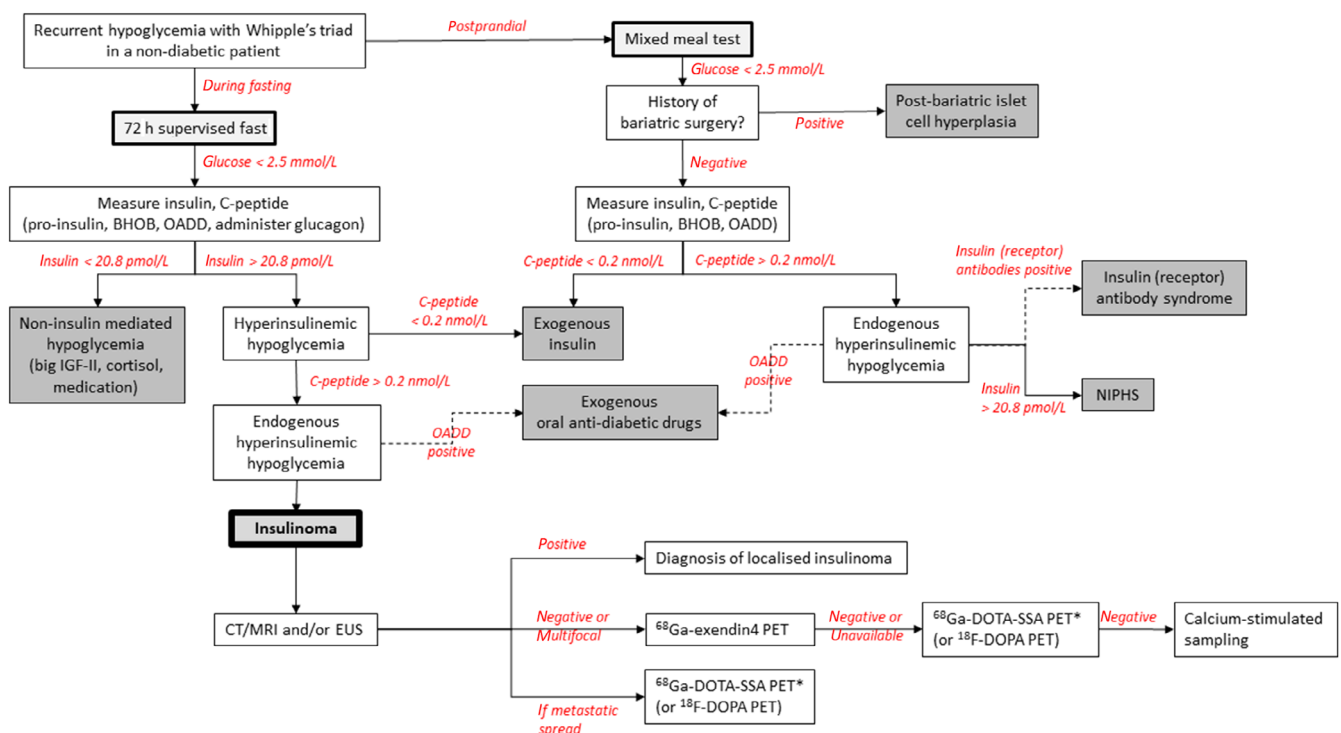 Recurrent hypoglycemia with Whipple's triad
in a non-diabetic patient
Postprandial
Mixed meal test
During fasting
Glucose < 2.5 mmol/L
72 h supervised fast
History of
bariatric surgery?
Positive
Post-bariatric islet
cell hyperplasia
Glucose < 2.5 mmol/L
Negative
Measure insulin, C-peptide
(pro-insulin, BHOB, OADD, administer glucagon)
Measure insulin, C-peptide
(pro-insulin, BHOB, OADD)
Insulin < 20.8 pmol/L
Insulin > 20.8 pmol/L
C-peptide < 0.2 nmol/L
C-peptide > 0.2 nmol/L
Insulin (receptor)
antibodies positive
Insulin (receptor)
antibody syndrome
Non-insulin mediated
hypoglycemia
(big IGF-II, cortisol,
medication)
Hyperinsulinemic
hypoglycemia
C-peptide
< 0.2 nmol/L
Exogenous
insulin
Endogenous
hyperinsulinemic
hypoglycemia
OADD
positive
C-peptide > 0.2 nmol/L
Insulin
> 20.8 pmol/L
NIPHS
Exogenous
oral anti-diabetic drugs
Endogenous
hyperinsulinemic
hypoglycemia
OADD
positive
Insulinoma
Positive
Diagnosis of localised insulinoma
CT/MRI and/or EUS
Negative or
Multifocal
⁶⁸Ga-exendin4 PET
Negative or
Unavailable
⁶⁸Ga-DOTA-SSA PET*
(or ¹⁸F-DOPA PET)
Negative
Calcium-stimulated
sampling
If metastatic
spread
⁶⁸Ga-DOTA-SSA PET*
(or ¹⁸F-DOPA PET)